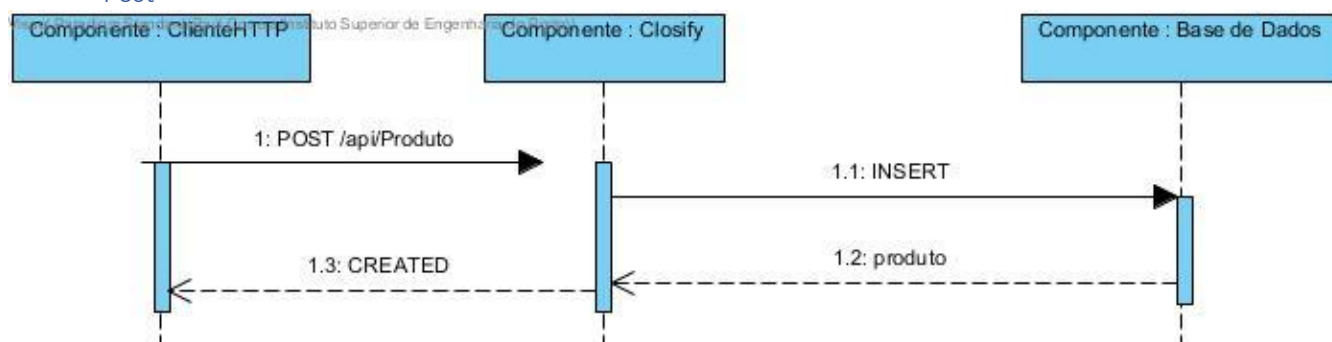 Componente : ClienteHTTP
Componente : Closify
Componente : Base de Dados
1: POST /api/Produto
1.1: INSERT
1.2: produto
1.3: CREATED